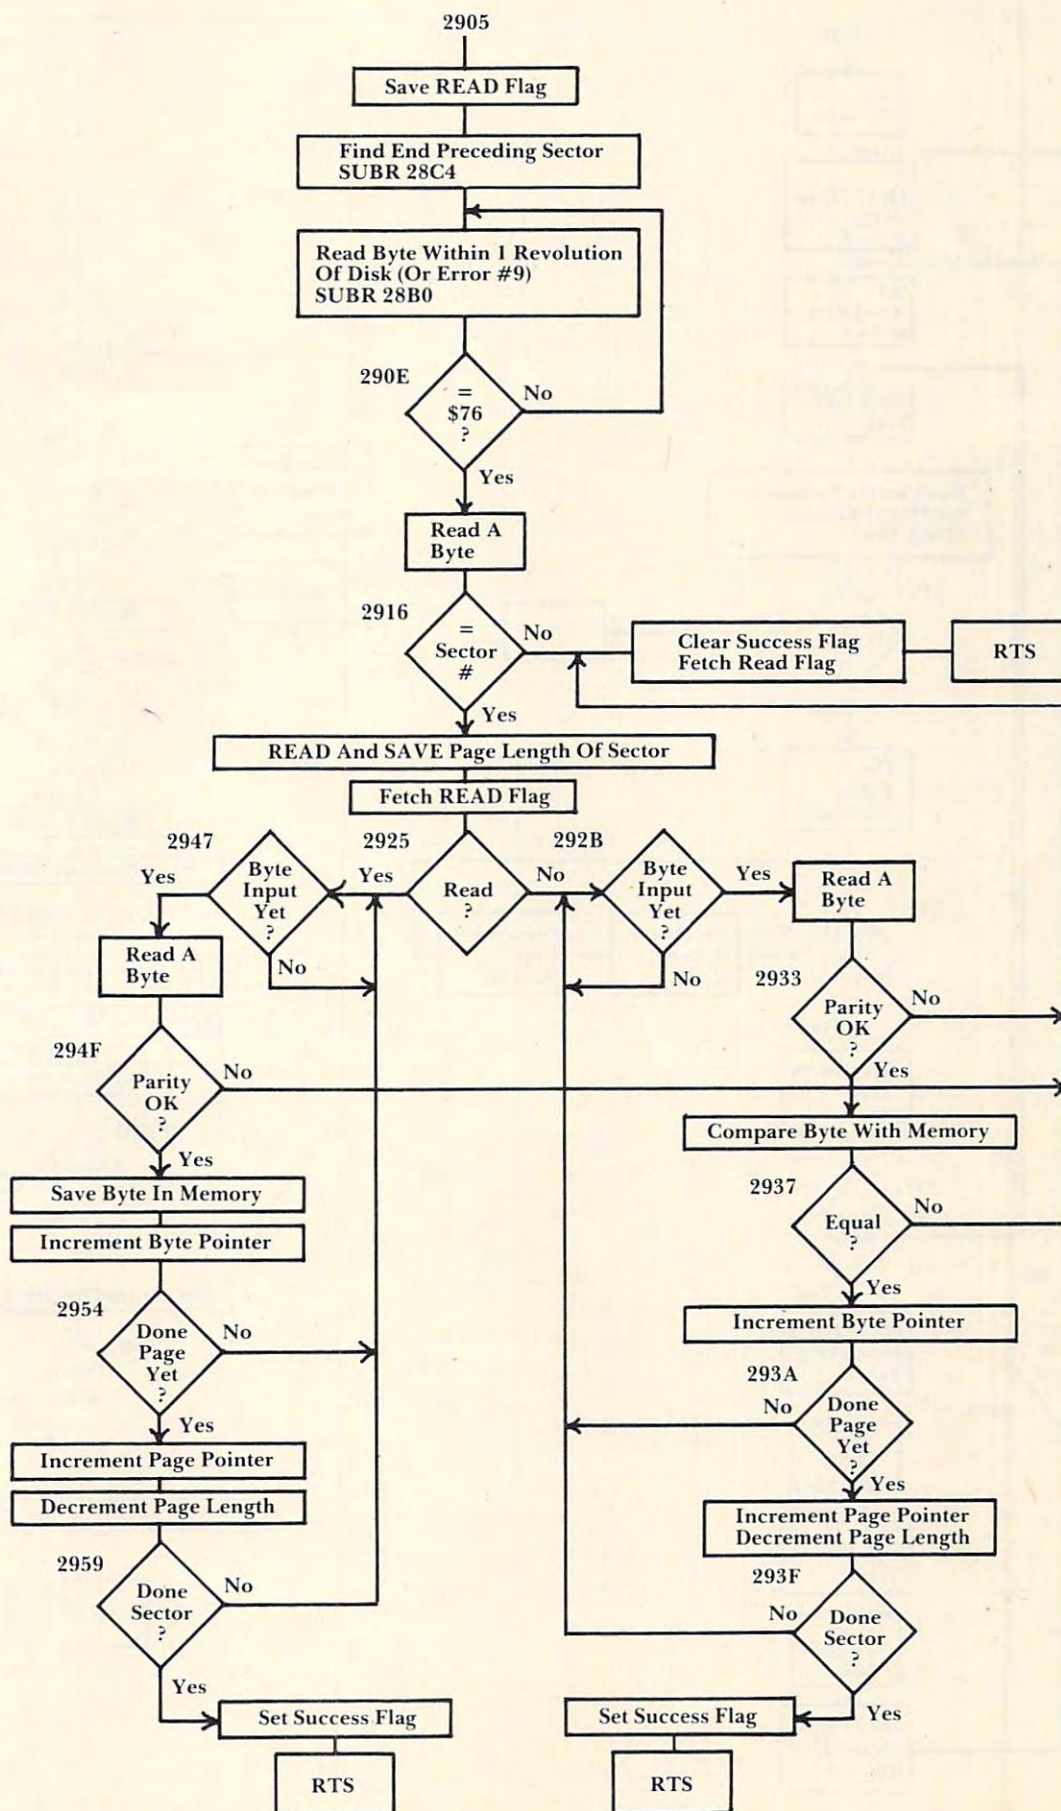 2905
Save READ Flag
Find End Preceding Sector
SUBR 28C4
Read Byte Within 1 Revolution
Of Disk (Or Error #9)
SUBR 28B0
290E
=
$76
?
No
Yes
Read A
Byte
2916
=
Sector
#
No
Clear Success Flag
Fetch Read Flag
RTS
Yes
READ And SAVE Page Length Of Sector
Fetch READ Flag
2925
Read
?
Yes
No
2947
Byte
Input
Yet
?
Yes
No
Read A
Byte
294F
Parity
OK
?
No
Yes
Save Byte In Memory
Increment Byte Pointer
2954
Done
Page
Yet
?
No
Yes
Increment Page Pointer
Decrement Page Length
2959
Done
Sector
?
No
Yes
Set Success Flag
RTS
292B
Byte
Input
Yet
?
Yes
No
Read A
Byte
2933
Parity
OK
?
No
Yes
Compare Byte With Memory
2937
Equal
?
No
Yes
Increment Byte Pointer
293A
No
Done
Page
Yet
?
Yes
Increment Page Pointer
Decrement Page Length
293F
No
Done
Sector
?
Yes
Set Success Flag
RTS